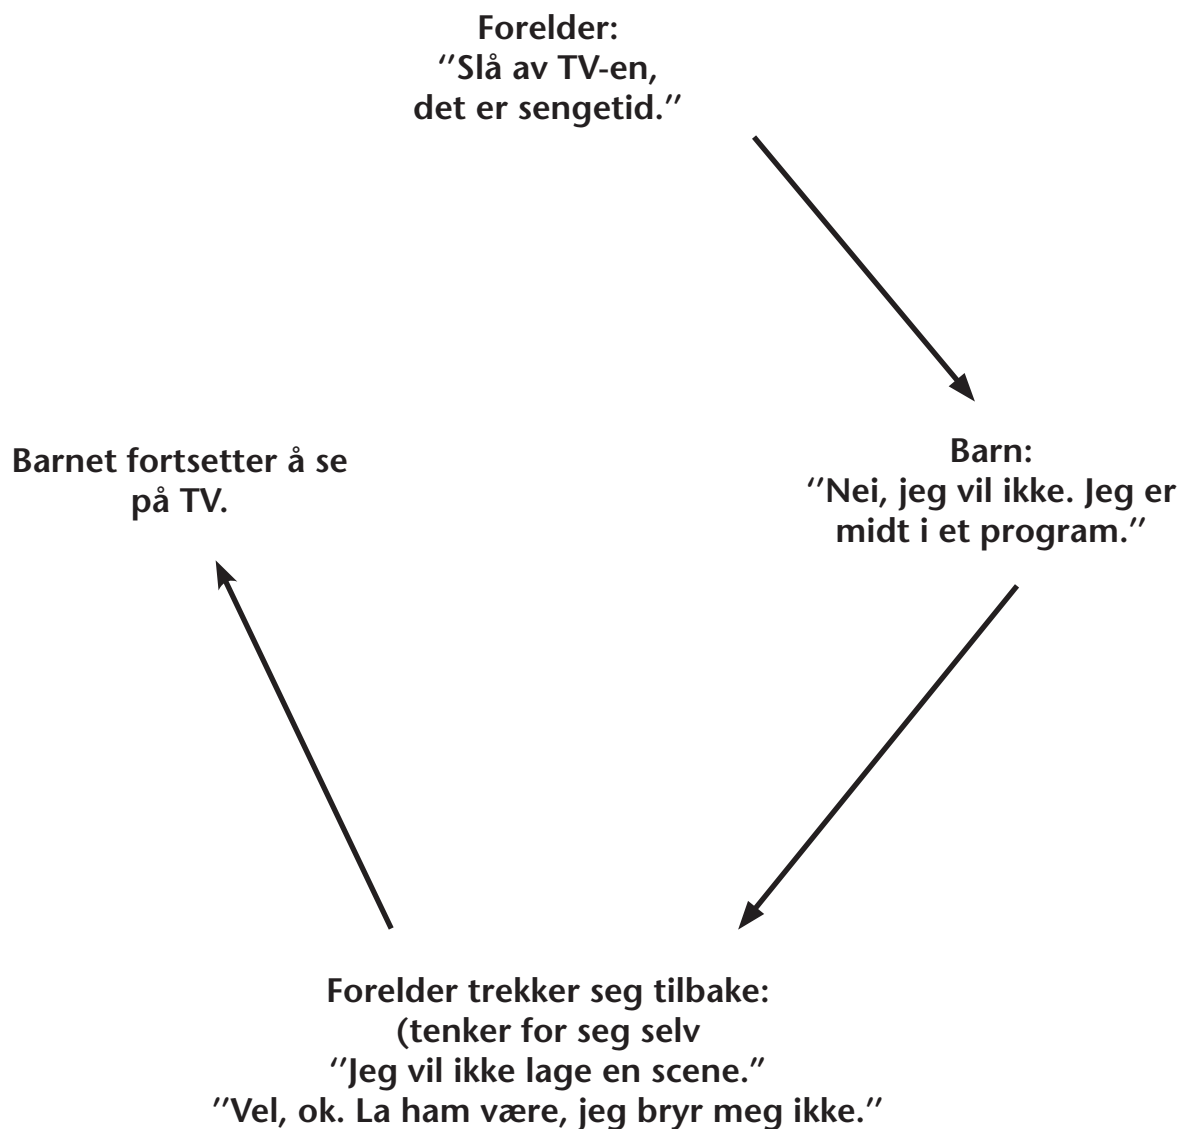 Forelder:
″Slå av TV-en,
det er sengetid.″
Barn:
″Nei, jeg vil ikke. Jeg er
midt i et program.″
Forelder trekker seg tilbake:
(tenker for seg selv
″Jeg vil ikke lage en scene.″
″Vel, ok. La ham være, jeg bryr meg ikke.″
Barnet fortsetter å se
på TV.